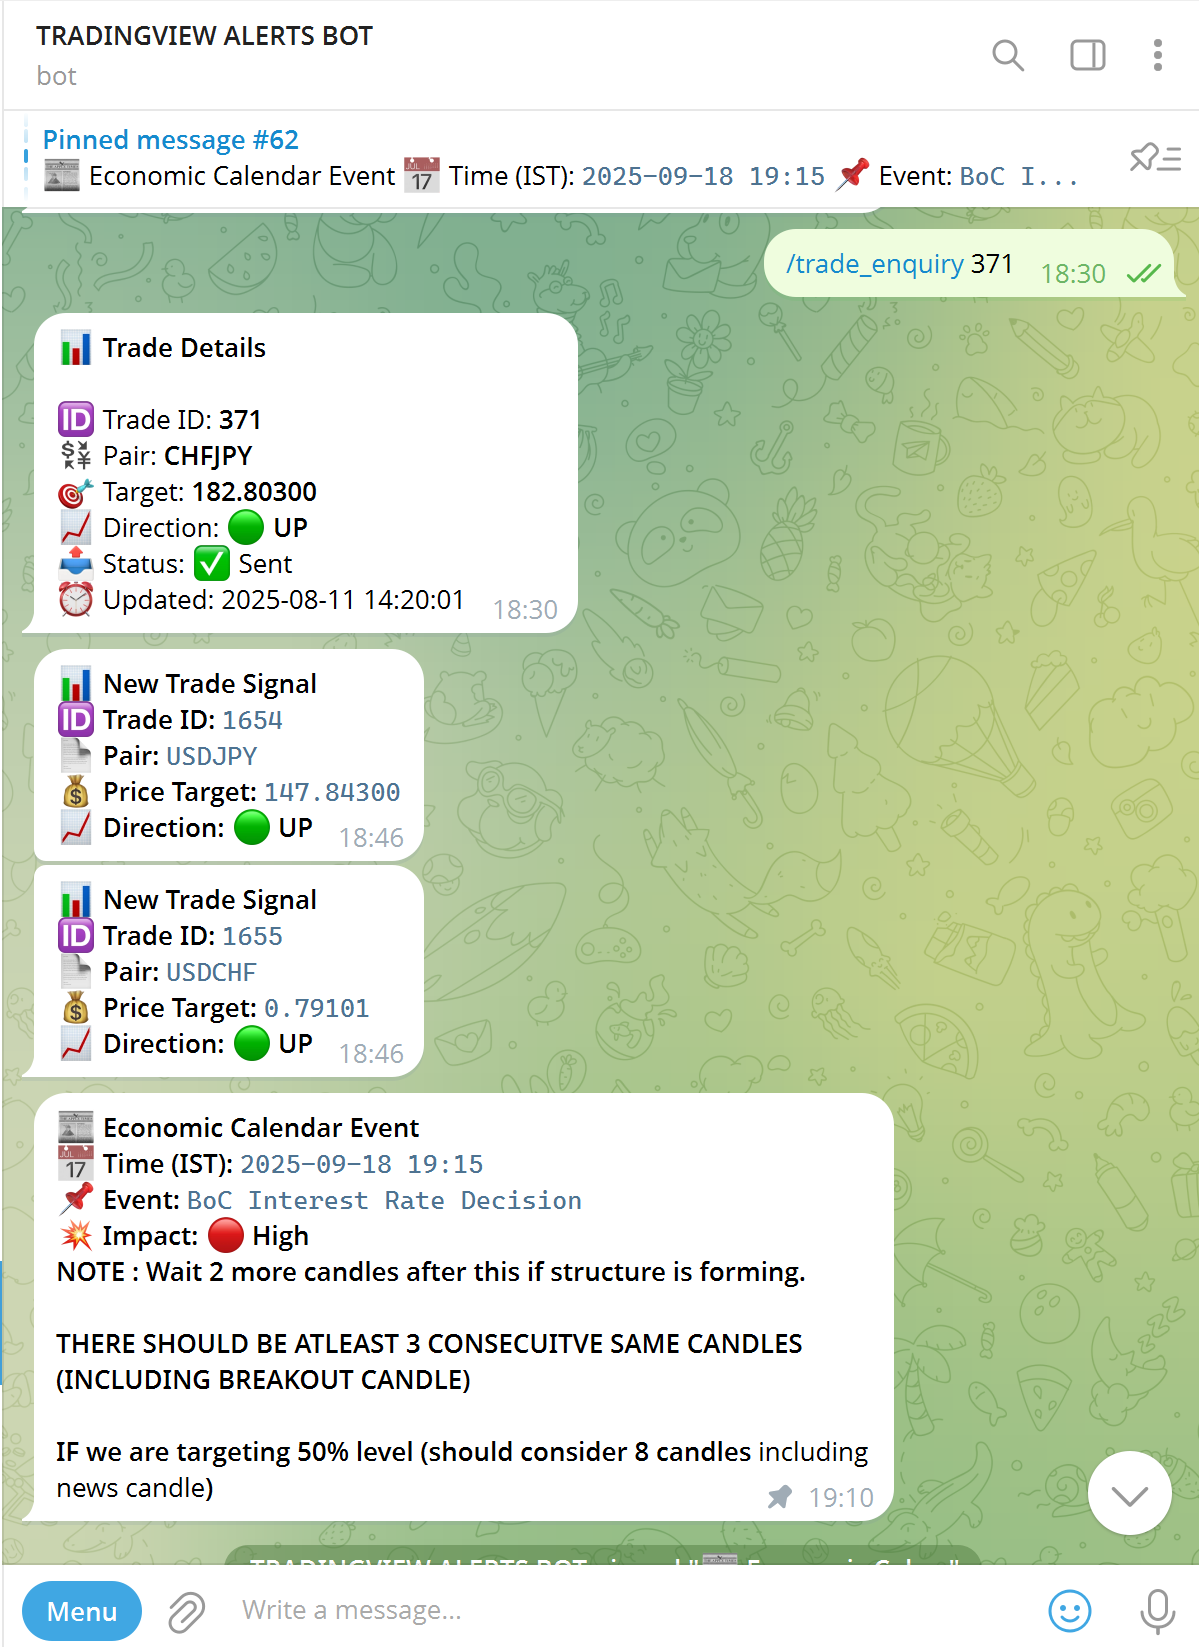 TRADINGVIEW ALERTS BOT
bot
Pinned message #62
Economic Calendar Event JUL 17 Time (IST): 2025-09-18 19:15 Event: BoC I...
/trade_enquiry 371 18:30
Trade Details
ID Trade ID: 371
Pair: CHFJPY
Target: 182.80300
Direction: UP
Status: Sent
Updated: 2025-08-11 14:20:01 18:30
New Trade Signal
ID Trade ID: 1654
Pair: USDJPY
Price Target: 147.84300
Direction: UP 18:46
New Trade Signal
ID Trade ID: 1655
Pair: USDCHF
Price Target: 0.79101
Direction: UP 18:46
Economic Calendar Event
JUL 17 Time (IST): 2025-09-18 19:15
Event: BoC Interest Rate Decision
Impact: High
NOTE : Wait 2 more candles after this if structure is forming.
THERE SHOULD BE ATLEAST 3 CONSECUITVE SAME CANDLES
(INCLUDING BREAKOUT CANDLE)
IF we are targeting 50% level (should consider 8 candles including
news candle) 19:10
Menu Write a message...